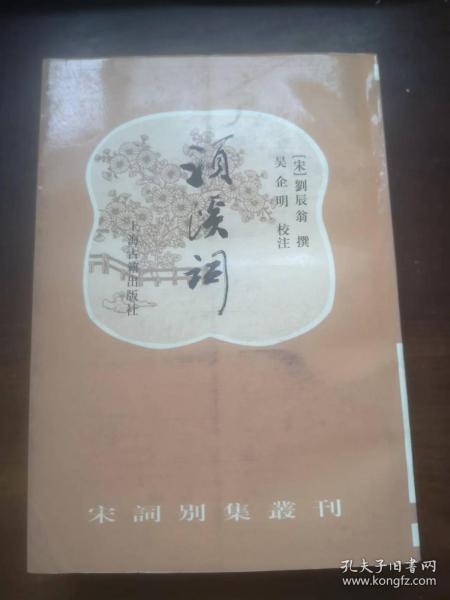 [宋]劉辰翁 撰
吴企明 校注
須溪詞
上海古籍出版社
宋詞別集叢刊
孔夫子旧书网
www.kongfz.com